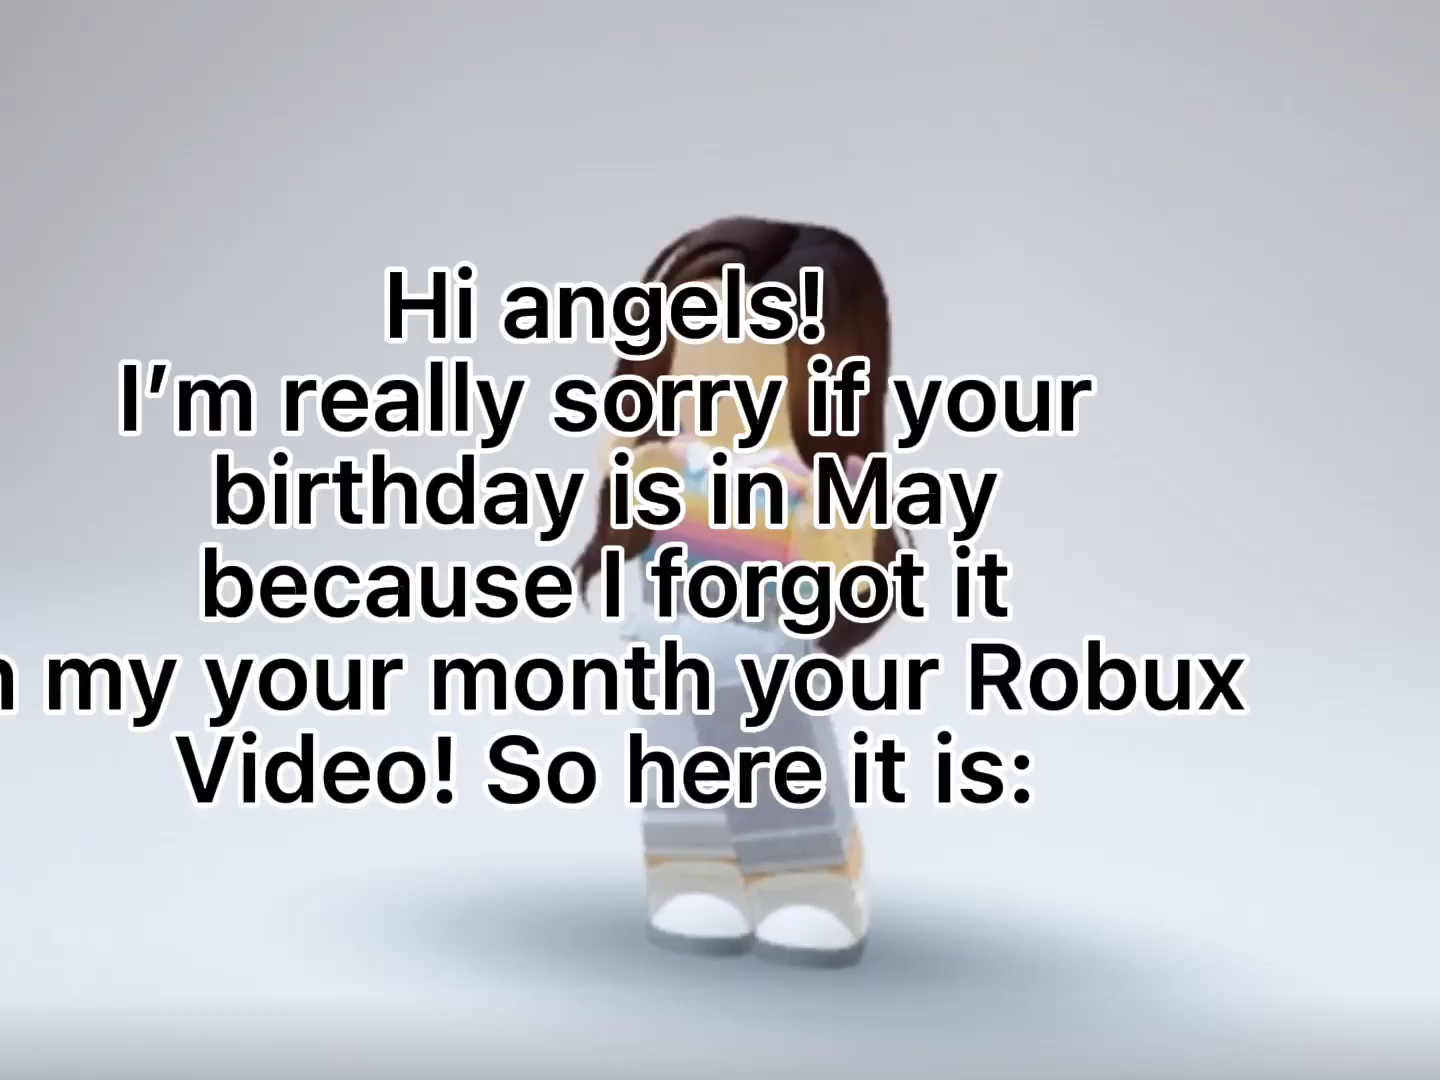 Hi angels!
I’m really sorry if your
birthday is in May
because I forgot it
my your month your Robux
Video! So here it is: